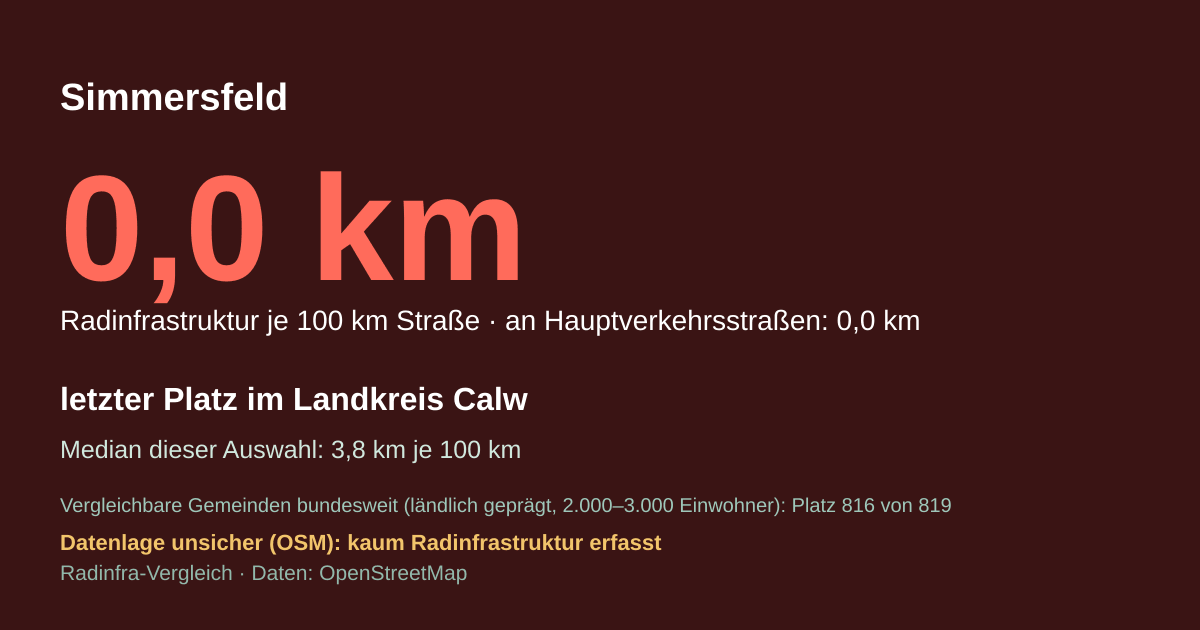 Simmersfeld
0,0 km
Radinfrastruktur je 100 km Straße · an Hauptverkehrsstraßen: 0,0 km
letzter Platz im Landkreis Calw
Median dieser Auswahl: 3,8 km je 100 km
Vergleichbare Gemeinden bundesweit (ländlich geprägt, 2.000–3.000 Einwohner): Platz 816 von 819
Datenlage unsicher (OSM): kaum Radinfrastruktur erfasst
Radinfra-Vergleich · Daten: OpenStreetMap